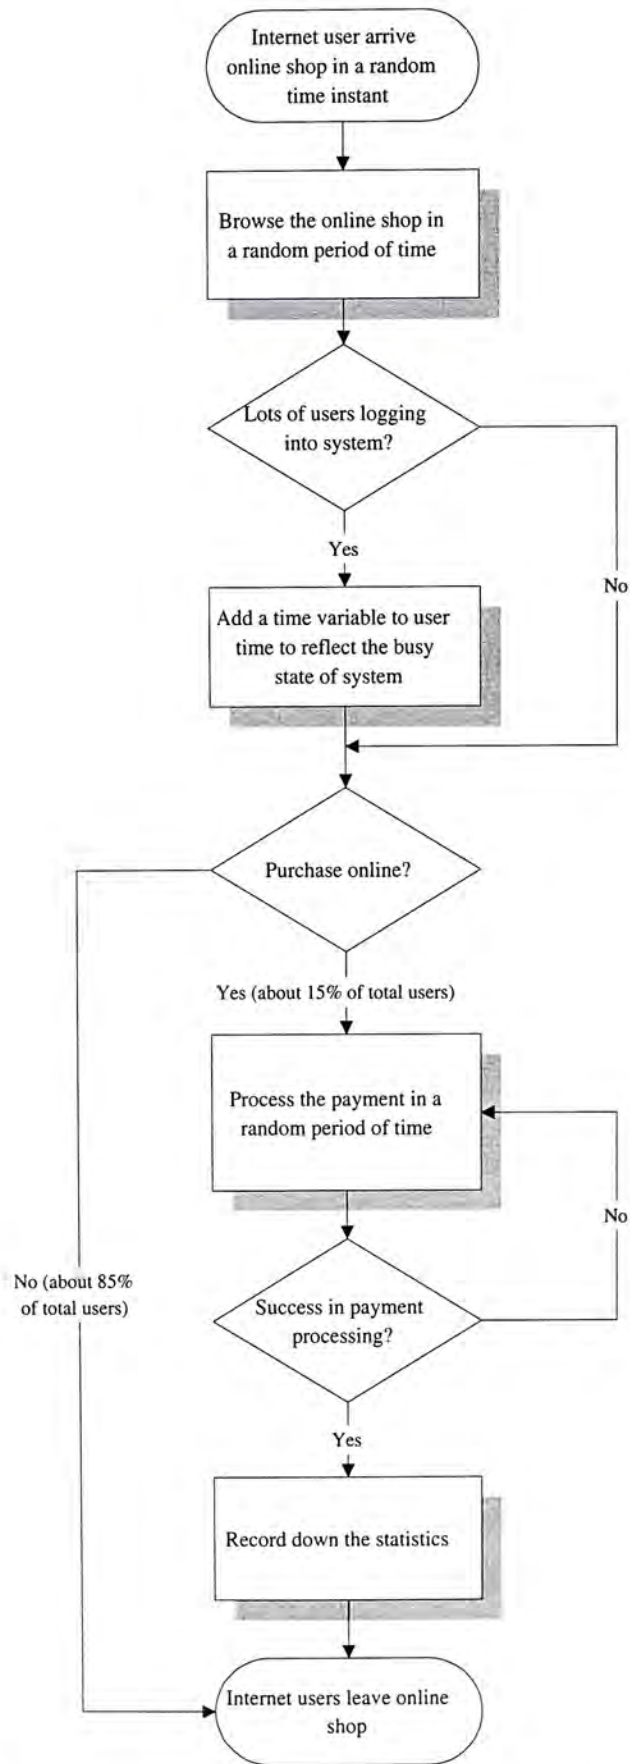 Internet user arrive
online shop in a random
time instant
Browse the online shop in
a random period of time
Lots of users logging
into system?
Yes
No
Add a time variable to user
time to reflect the busy
state of system
Purchase online?
Yes (about 15% of total users)
Process the payment in a
random period of time
No
No (about 85%
of total users)
Success in payment
processing?
Yes
Record down the statistics
Internet users leave online
shop